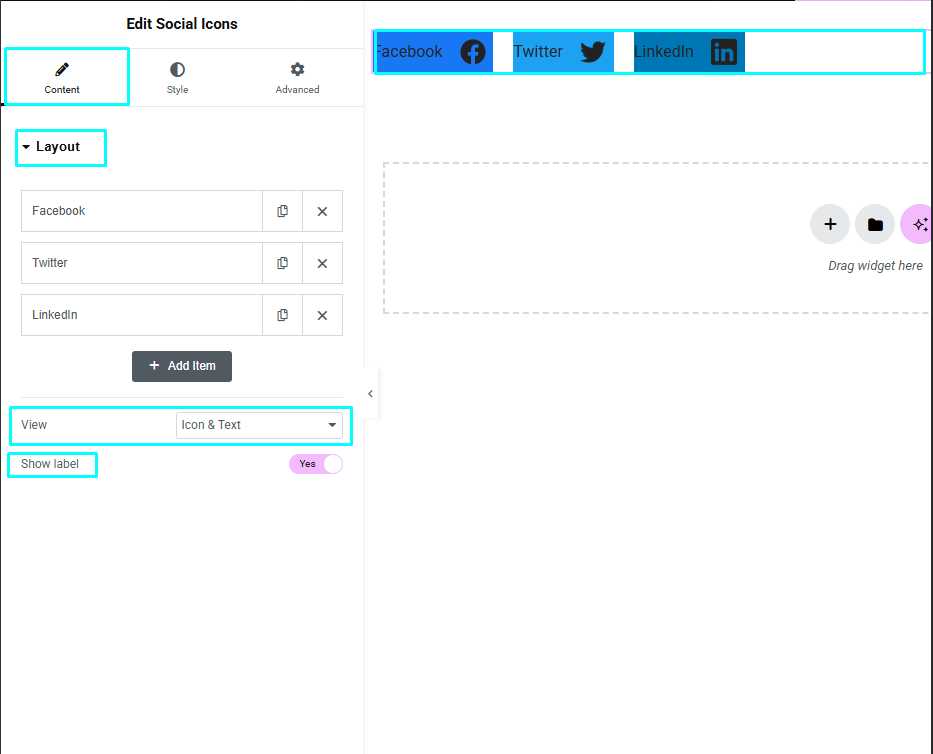 Edit Social Icons
Content
Style
Advanced
Layout
Facebook
Twitter
LinkedIn
Add Item
View
Icon & Text
Show label
Yes
Facebook
Twitter
LinkedIn
Drag widget here